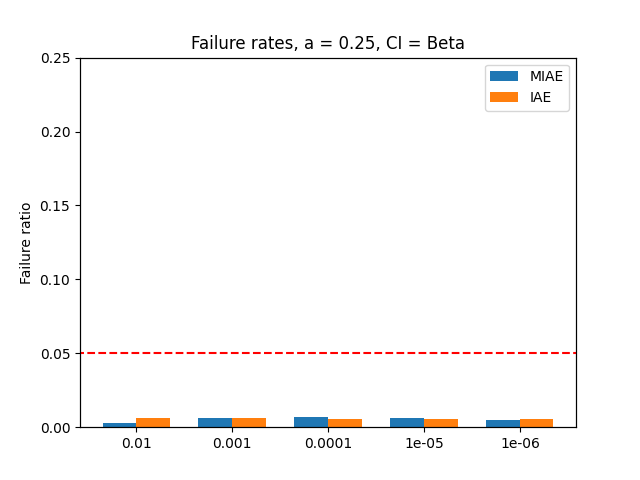 Failure rates, a = 0.25, CI = Beta
MIAE
IAE
Failure ratio
0.25
0.20
0.15
0.10
0.05
0.00
0.01 0.001 0.0001 1e-05 1e-06